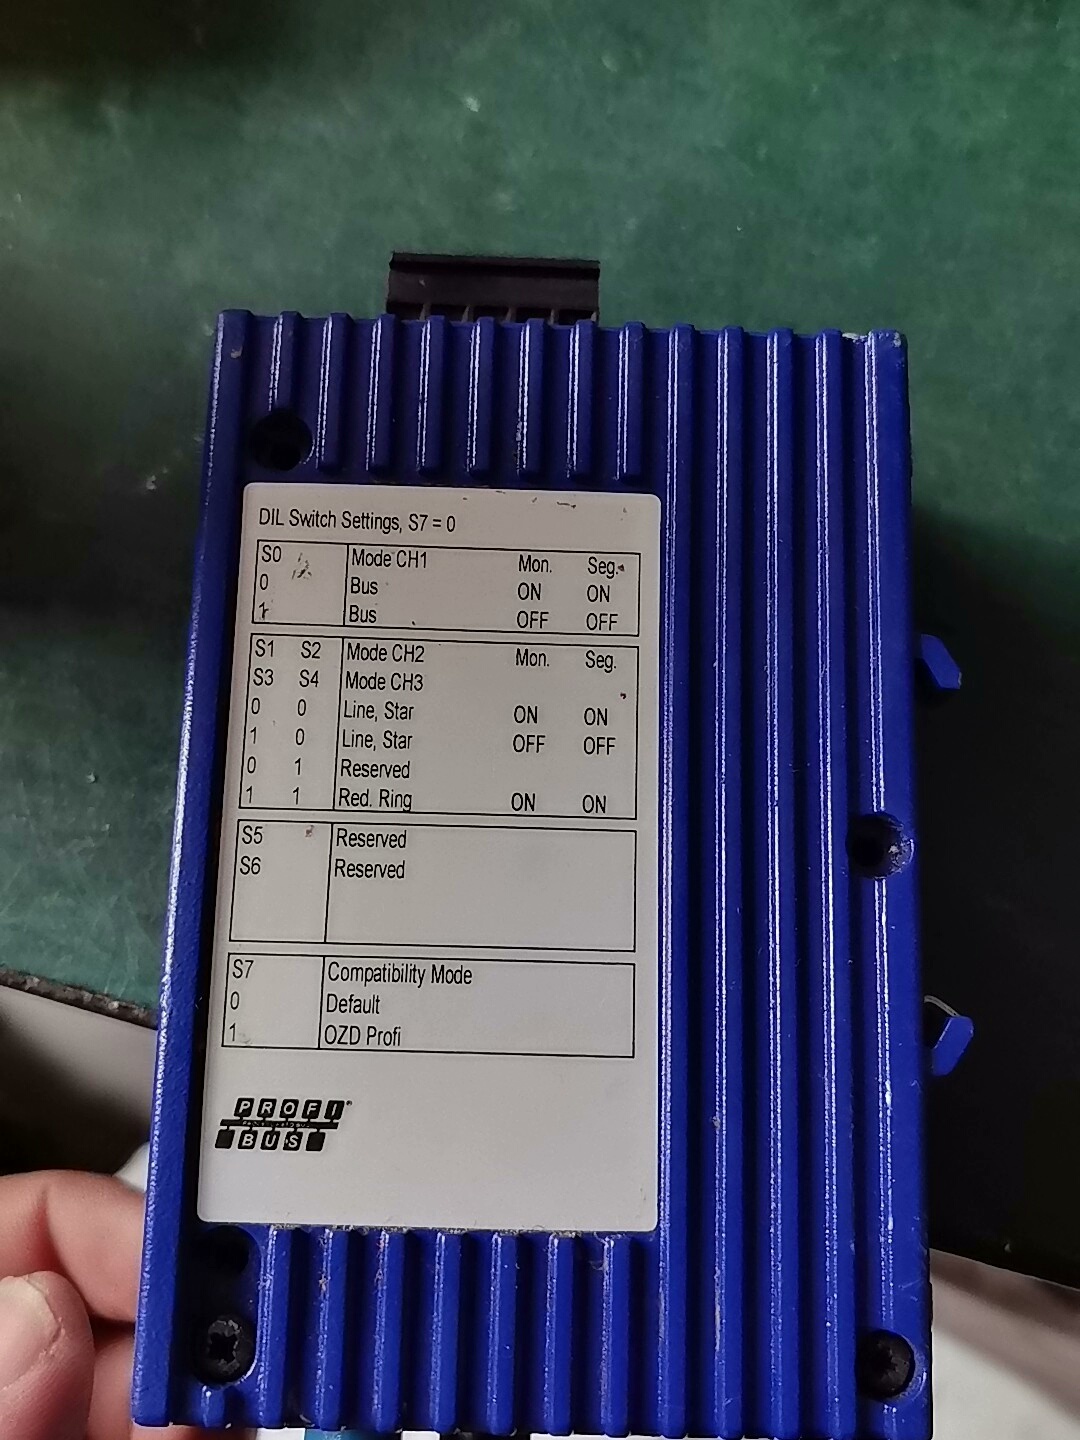 DIL Switch Settings, S7 = 0
S0 Mode CH1 Mon. Seg.
0 Bus ON ON
1 Bus OFF OFF
S1 S2 Mode CH2 Mon. Seg.
S3 S4 Mode CH3
0 0 Line, Star ON ON
1 0 Line, Star OFF OFF
0 1 Reserved
1 1 Red. Ring ON ON
S5 Reserved
S6 Reserved
S7 Compatibility Mode
0 Default
1 OZD Profi
PROFI
BUS